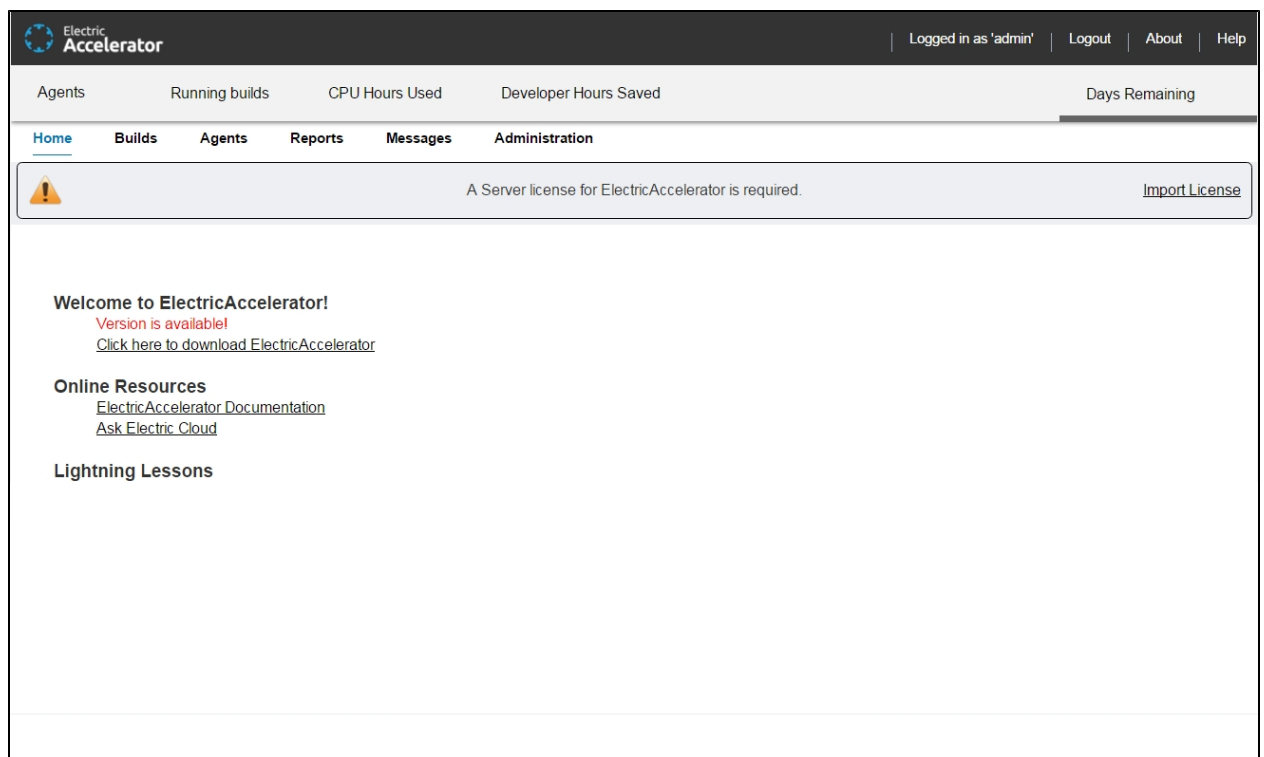 Electric
Accelerator
Logged in as 'admin' | Logout | About | Help
Agents Running builds CPU Hours Used Developer Hours Saved Days Remaining
Home Builds Agents Reports Messages Administration
A Server license for ElectricAccelerator is required. Import License
Welcome to ElectricAccelerator!
Version is available!
Click here to download ElectricAccelerator
Online Resources
ElectricAccelerator Documentation
Ask Electric Cloud
Lightning Lessons